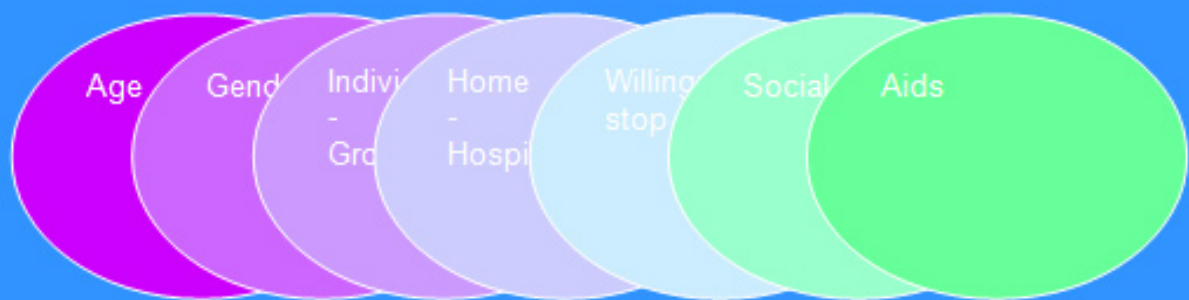 Age
Gend
Indivi
-
Gro
Home
-
Hospi
Willing
stop
Social
Aids